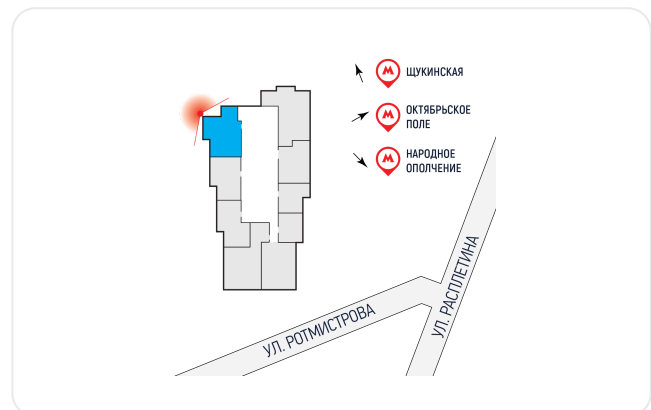 М ЩУКИНСКАЯ
М ОКТЯБРЬСКОЕ
ПОЛЕ
М НАРОДНОЕ
ОПОЛЧЕНИЕ
УЛ. РАСПЛЕТИНА
УЛ. РОТМИСТРОВА